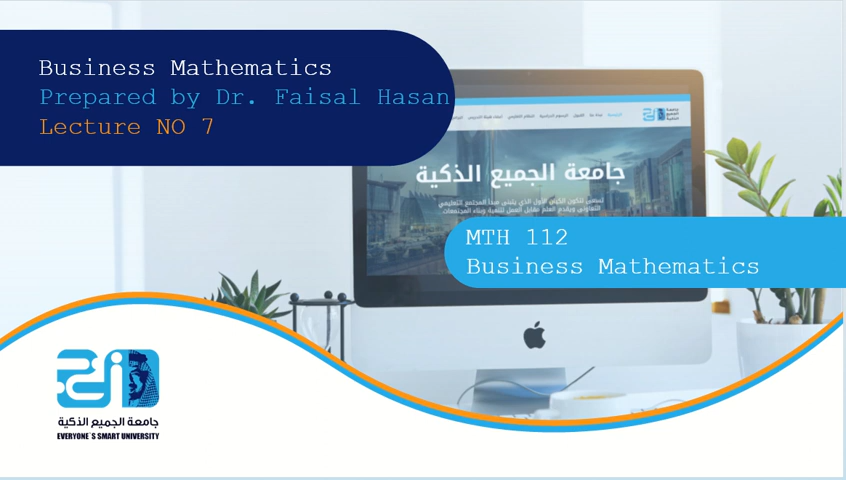 Business Mathematics
Prepared by Dr. Faisal Hasan
Lecture NO 7
جامعة الجميع الذكية
MTH 112
Business Mathematics
جامعة الجميع الذكية
EVERYONE`S SMART UNIVERSITY